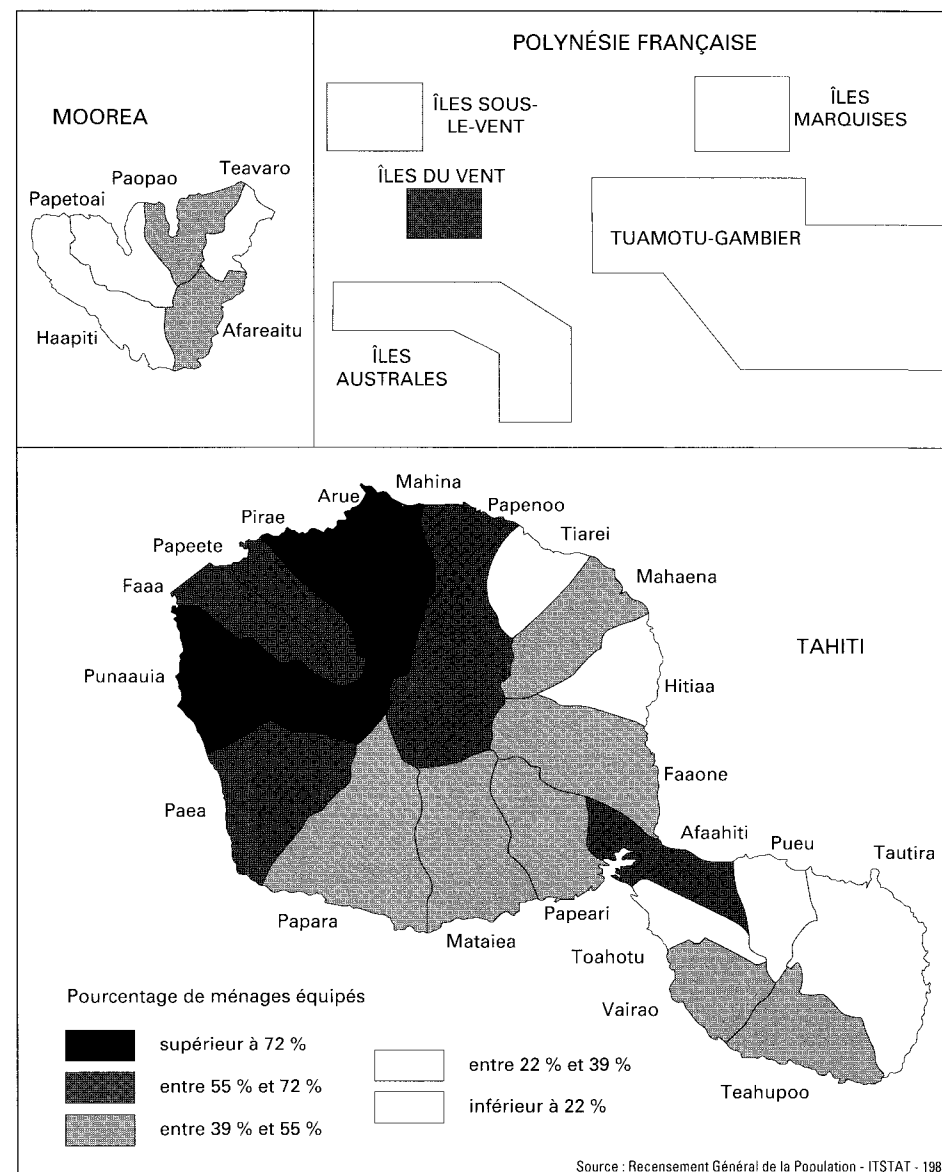 POLYNÉSIE FRANÇAISE
MOOREA
Teavaro
Paopao
Papetoai
Haapiti
Afareaitu
ÎLES SOUS-
LE-VENT
ÎLES
MARQUISES
ÎLES DU VENT
TUAMOTU-GAMBIER
ÎLES
AUSTRALES
Mahina
Arue
Papenoo
Pirae
Tiarei
Papeete
Mahaena
Faaa
TAHITI
Punaauia
Hitiaa
Faaone
Paea
Afaahiti
Pueu
Tautira
Papara
Papeari
Mataiea
Toahotu
Vairao
Teahupoo
Pourcentage de ménages équipés
supérieur à 72 %
entre 55 % et 72 %
entre 39 % et 55 %
entre 22 % et 39 %
inférieur à 22 %
Source : Recensement Général de la Population - ITSTAT - 198